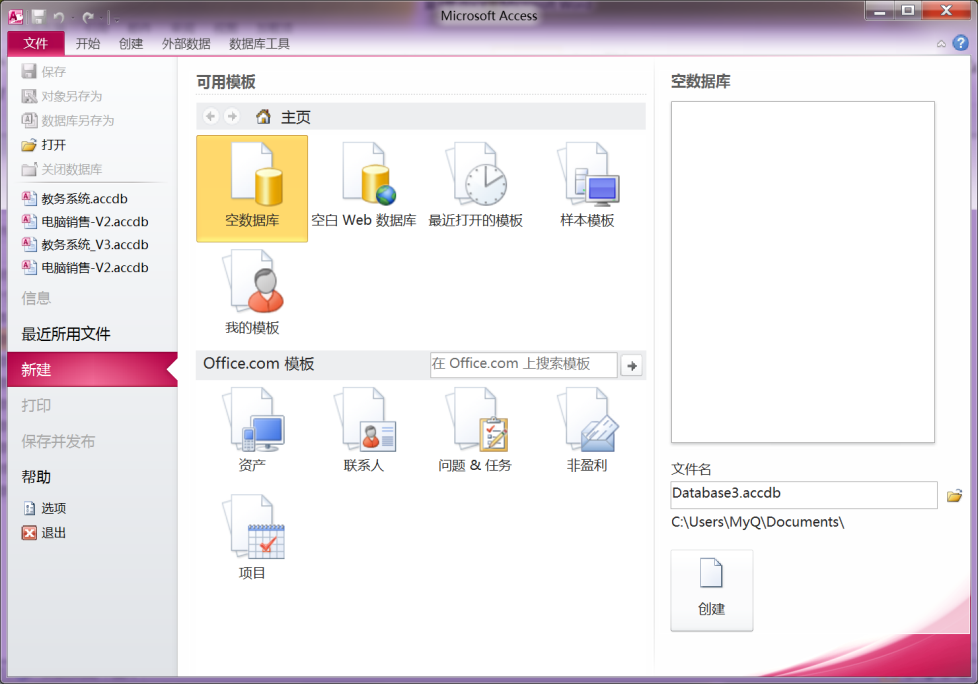 Microsoft Access
文件 开始 创建 外部数据 数据库工具
保存
对象另存为
数据库另存为
打开
关闭数据库
教务系统.accdb
电脑销售-V2.accdb
教务系统_V3.accdb
电脑销售-V2.accdb
信息
最近所用文件
新建
打印
保存并发布
帮助
选项
退出
可用模板
主页
空数据库 空白 Web 数据库 最近打开的模板 样本模板
我的模板
Office.com 模板 在 Office.com 上搜索模板
资产 联系人 问题 & 任务 非盈利
项目
空数据库
文件名
Database3.accdb
C:\Users\MyQ\Documents\
创建